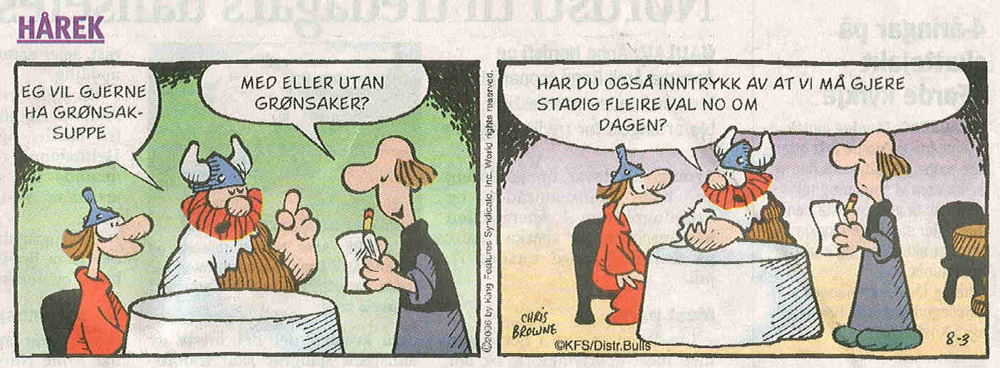 HÅREK
EG VIL GJERNE
HA GRØNSAK-
SUPPE
MED ELLER UTAN
GRØNSAKER?
©2006 by King Features Syndicate, Inc. World rights reserved.
HAR DU OGSÅ INNTRYKK AV AT VI MÅ GJERE
STADIG FLEIRE VAL NO OM
DAGEN?
CHRIS
BROWNE
©KFS/Distr.Bulls
8-3